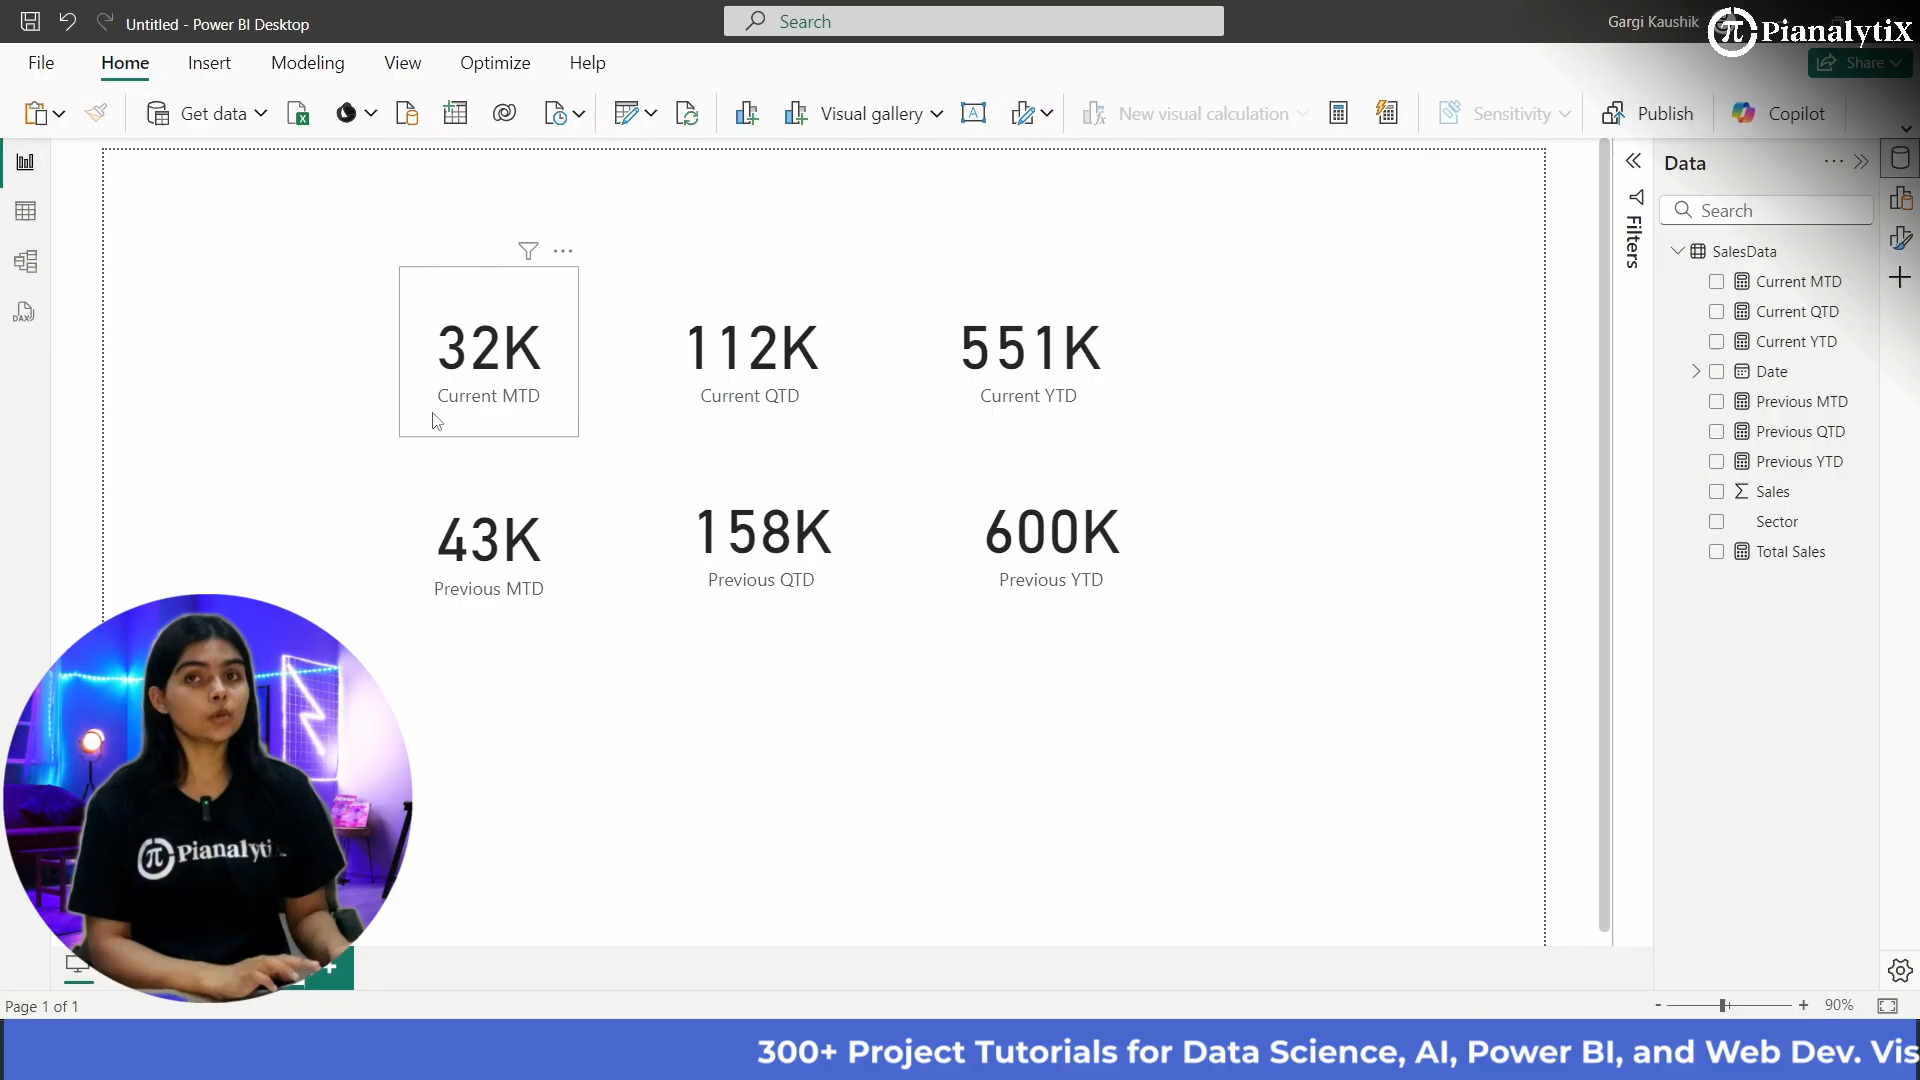 Untitled - Power BI Desktop
Search
Gargi Kaushik
PianalytiX
File
Home
Insert
Modeling
View
Optimize
Help
Share
Get data
Visual gallery
New visual calculation
Sensitivity
Publish
Copilot
32K
Current MTD
112K
Current QTD
551K
Current YTD
43K
Previous MTD
158K
Previous QTD
600K
Previous YTD
Filters
Data
Search
SalesData
Current MTD
Current QTD
Current YTD
Date
Previous MTD
Previous QTD
Previous YTD
Sales
Sector
Total Sales
DAX
Pianalyti
Page 1 of 1
90%
300+ Project Tutorials for Data Science, AI, Power BI, and Web Dev. Vis